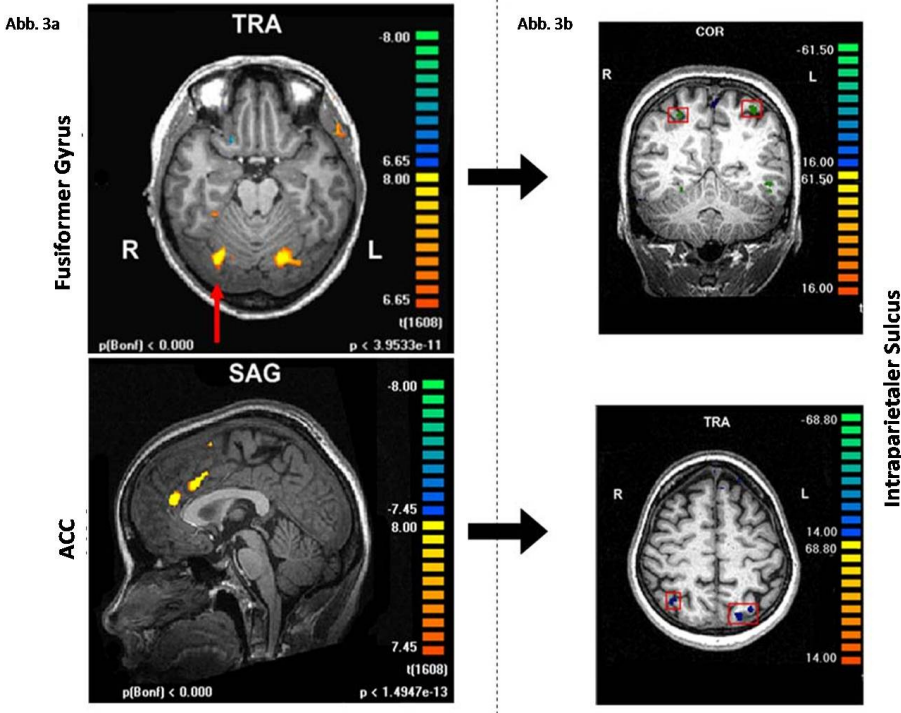 Abb. 3a
TRA
-8.00
6.65
8.00
6.65
t(1608)
p(Bonf) < 0.000
p < 3.9533e-11
R
L
Fusiformer Gyrus
SAG
-8.00
-7.45
8.00
7.45
t(1608)
p(Bonf) < 0.000
p < 1.4947e-13
ACC
Abb. 3b
COR
R
L
-61.50
16.00
61.50
16.00
t
TRA
R
L
-68.80
14.00
68.80
14.00
Intraparietaler Sulcus